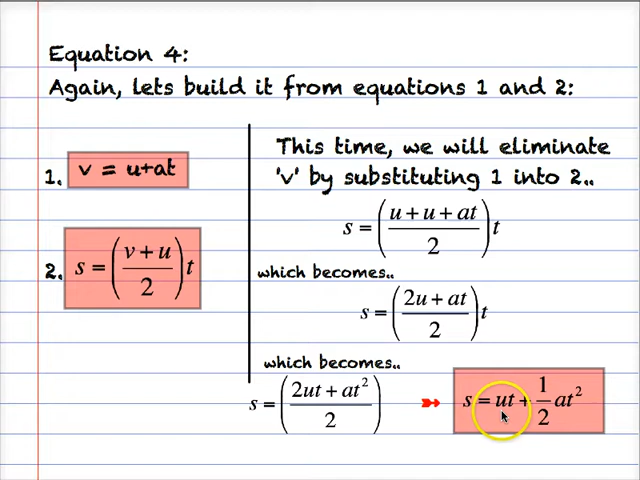 Equation 4:
Again, lets build it from equations 1 and 2:
1. v = u+at
2. s = (v + u / 2) t
This time, we will eliminate
'v' by substituting 1 into 2..
s = (u + u + at / 2) t
which becomes..
s = (2u + at / 2) t
which becomes..
s = (2ut + at² / 2)
s = ut + 1/2 at²